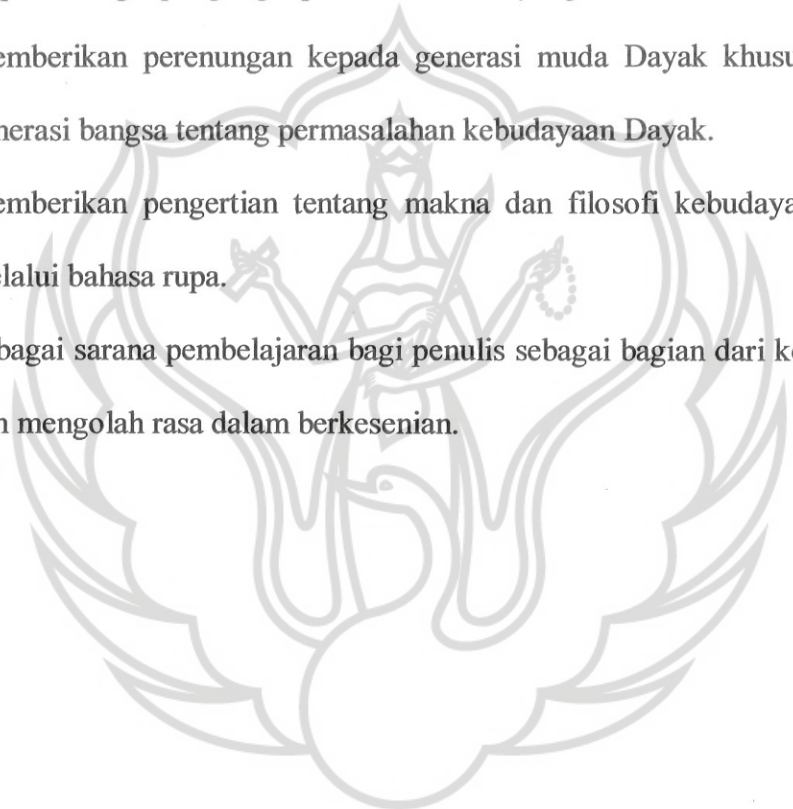 emberikan perenungan kepada generasi muda Dayak khusu
nerasi bangsa tentang permasalahan kebudayaan Dayak.
emberikan pengertian tentang makna dan filosofi kebudaya
elalui bahasa rupa.
bagai sarana pembelajaran bagi penulis sebagai bagian dari ke
n mengolah rasa dalam berkesenian.